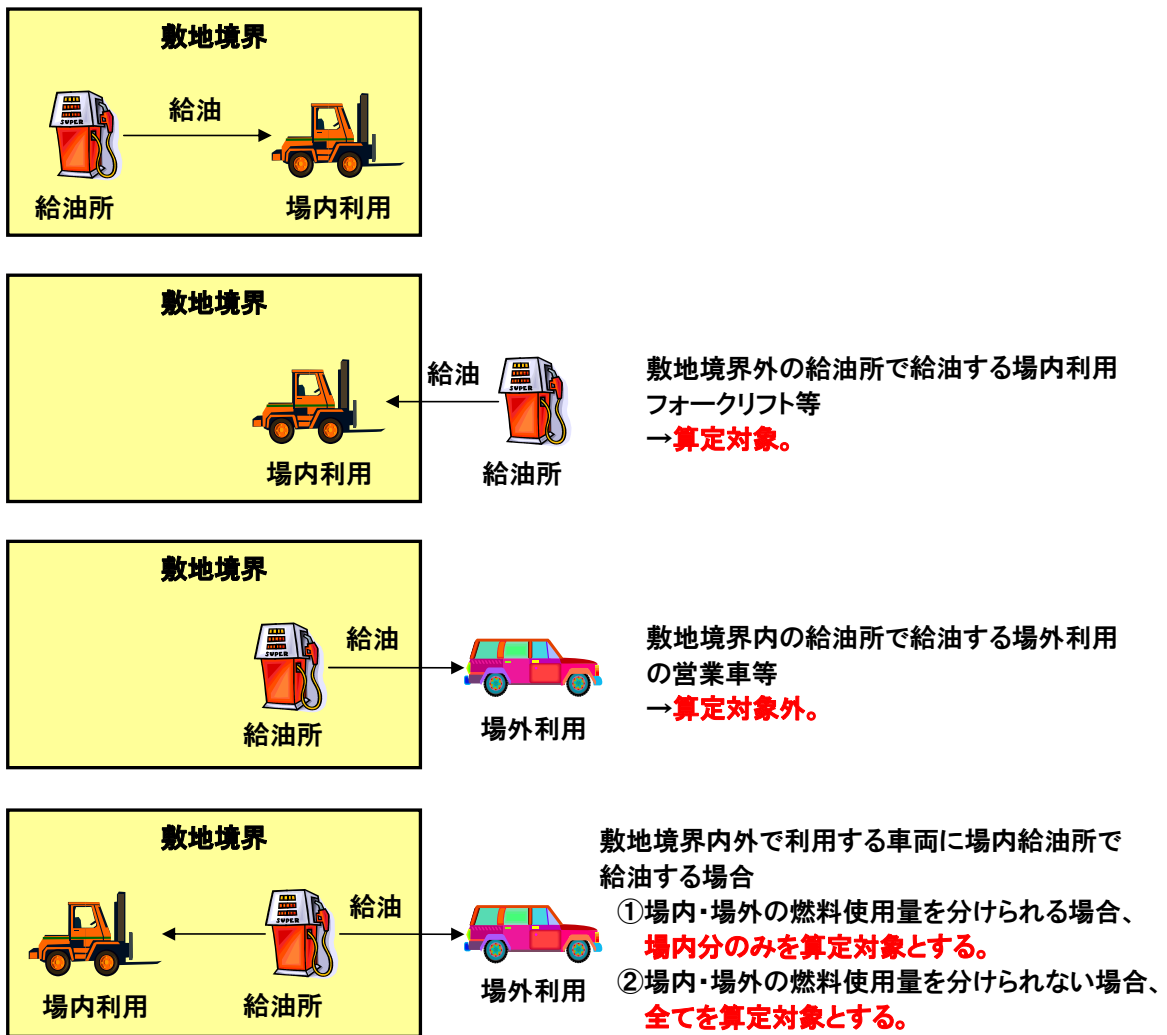 敷地境界
給油
SUPER
給油所
場内利用
敷地境界
給油
SUPER
場内利用
給油所
敷地境界外の給油所で給油する場内利用
フォークリフト等
→算定対象。
敷地境界
給油
SUPER
給油所
場外利用
敷地境界内の給油所で給油する場外利用
の営業車等
→算定対象外。
敷地境界
給油
SUPER
場内利用
給油所
場外利用
敷地境界内外で利用する車両に場内給油所で
給油する場合
①場内・場外の燃料使用量を分けられる場合、
場内分のみを算定対象とする。
②場内・場外の燃料使用量を分けられない場合、
全てを算定対象とする。